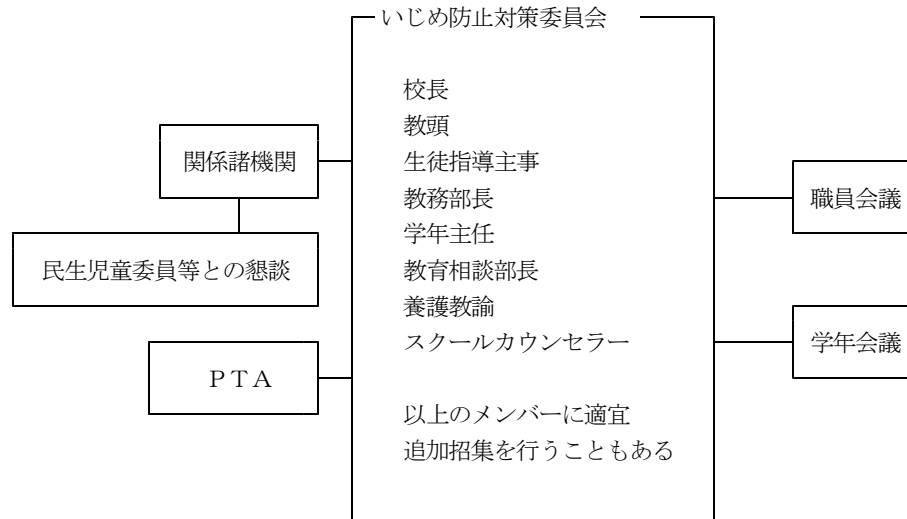 いじめ防止対策委員会
校長
教頭
生徒指導主事
教務部長
学年主任
教育相談部長
養護教諭
スクールカウンセラー
以上のメンバーに適宜
追加招集を行うこともある
関係諸機関
民生児童委員等との懇談
ＰＴＡ
職員会議
学年会議